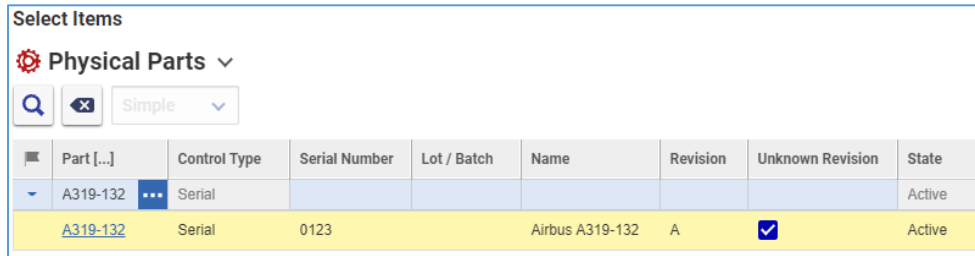 Select Items
Physical Parts
Simple
Part [...] Control Type Serial Number Lot / Batch Name Revision Unknown Revision State
A319-132 ... Serial Active
A319-132 Serial 0123 Airbus A319-132 A Active